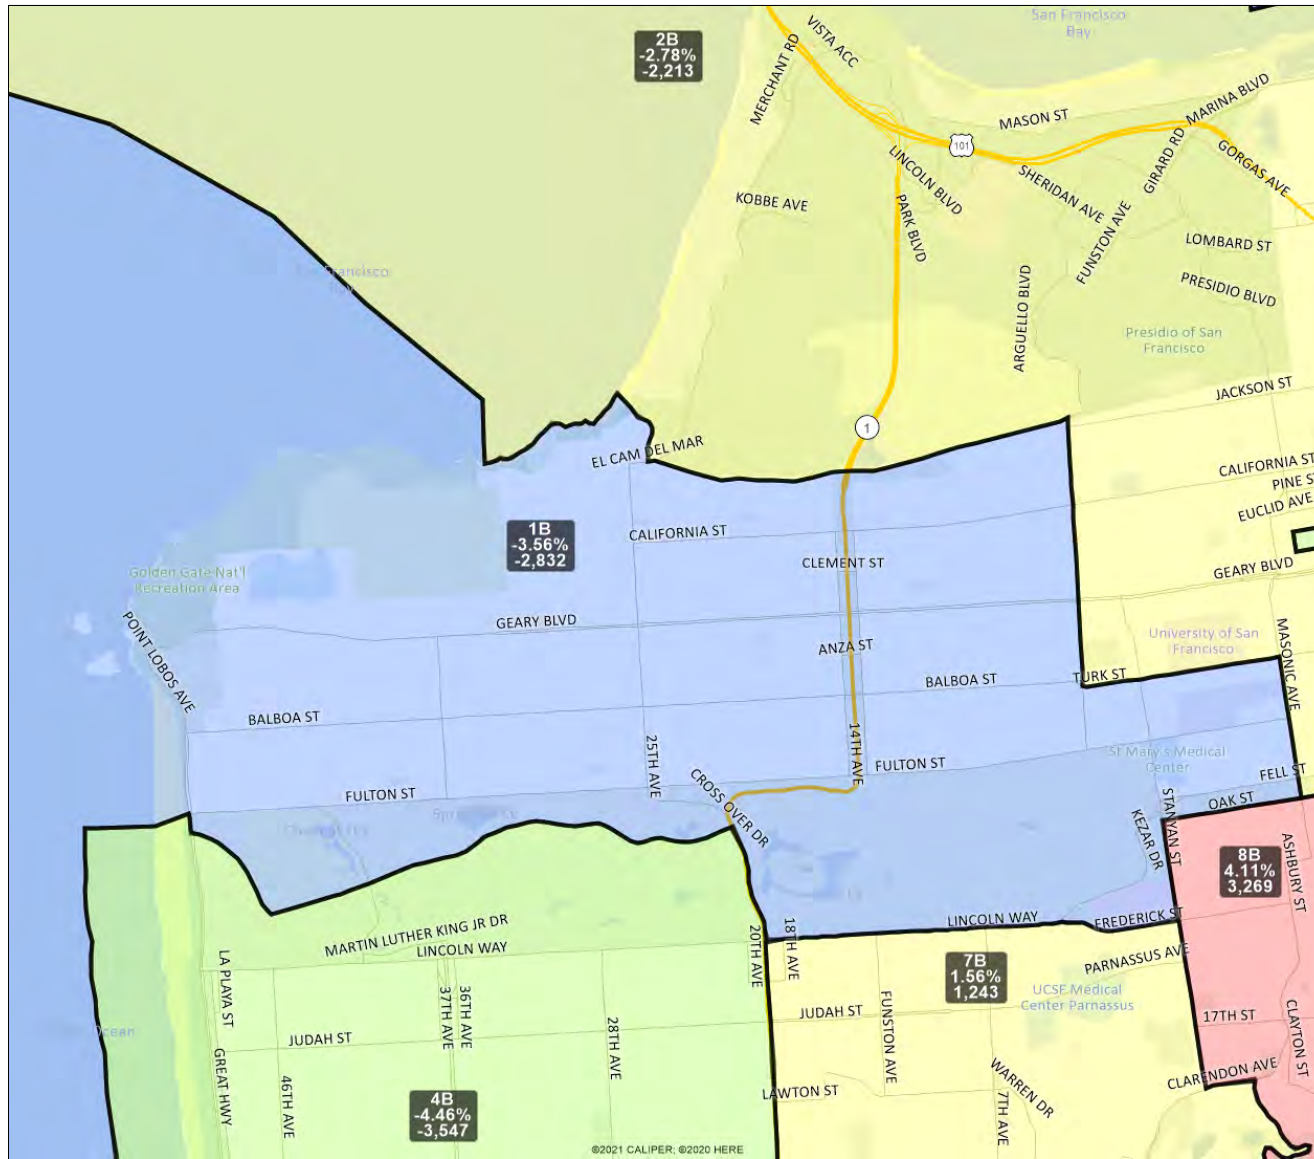 San Francisco
Bay
2B
-2.78%
-2,213
VISTA ACC
MERCHANT RD
MASON ST
MARINA BLVD
101
LINCOLN BLVD
SHERIDAN AVE
GIRARD RD
GORGAS AVE
KOBBE AVE
PARK BLVD
FUNSTON AVE
LOMBARD ST
PRESIDIO BLVD
ARGUELLO BLVD
Presidio of San
Francisco
JACKSON ST
1
EL CAM DEL MAR
CALIFORNIA ST
PINE S
EUCLID AVE
1B
-3.56%
-2,832
CALIFORNIA ST
CLEMENT ST
GEARY BLVD
Golden Gate Nat'l
Recreation Area
POINT LOBOS AVE
GEARY BLVD
ANZA ST
University of San
Francisco
MASONIC AVE
BALBOA ST
TURK ST
BALBOA ST
25TH AVE
14TH AVE
CROSS OVER DR
FULTON ST
St Mary's Medical
Center
FELL ST
FULTON ST
OAK ST
STANYAN ST
KEZAR DR
8B
4.11%
3,269
ASHBURY ST
LINCOLN WAY
FREDERICK ST
MARTIN LUTHER KING JR DR
LINCOLN WAY
20TH AVE
18TH AVE
PARNASSUS AVE
7B
1.56%
1,243
UCSF Medical
Center Parnassus
LA PLAYA ST
37TH AVE
36TH AVE
JUDAH ST
FUNSTON AVE
17TH ST
CLAYTON ST
Ocean
JUDAH ST
28TH AVE
GREAT HWY
46TH AVE
LAWTON ST
WARREN DR
7TH AVE
CLARENDON AVE
4B
-4.46%
-3,547
©2021 CALIPER; ©2020 HERE